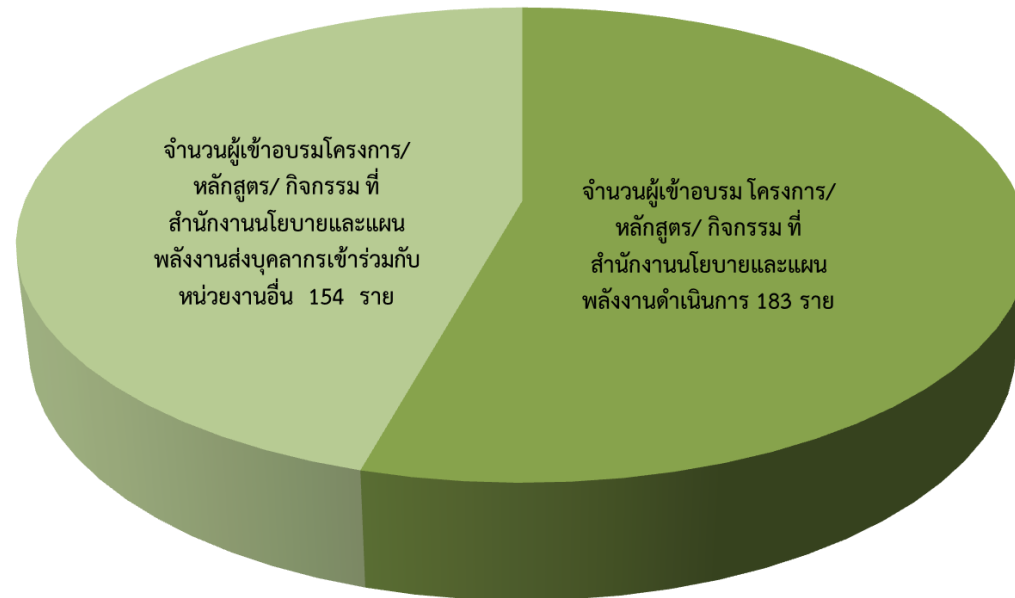 จำนวนผู้เข้าอบรมโครงการ/
หลักสูตร/ กิจกรรม ที่
สำนักงานนโยบายและแผน
พลังงานส่งบุคลากรเข้าร่วมกับ
หน่วยงานอื่น 154 ราย
จำนวนผู้เข้าอบรม โครงการ/
หลักสูตร/ กิจกรรม ที่
สำนักงานนโยบายและแผน
พลังงานดำเนินการ 183 ราย